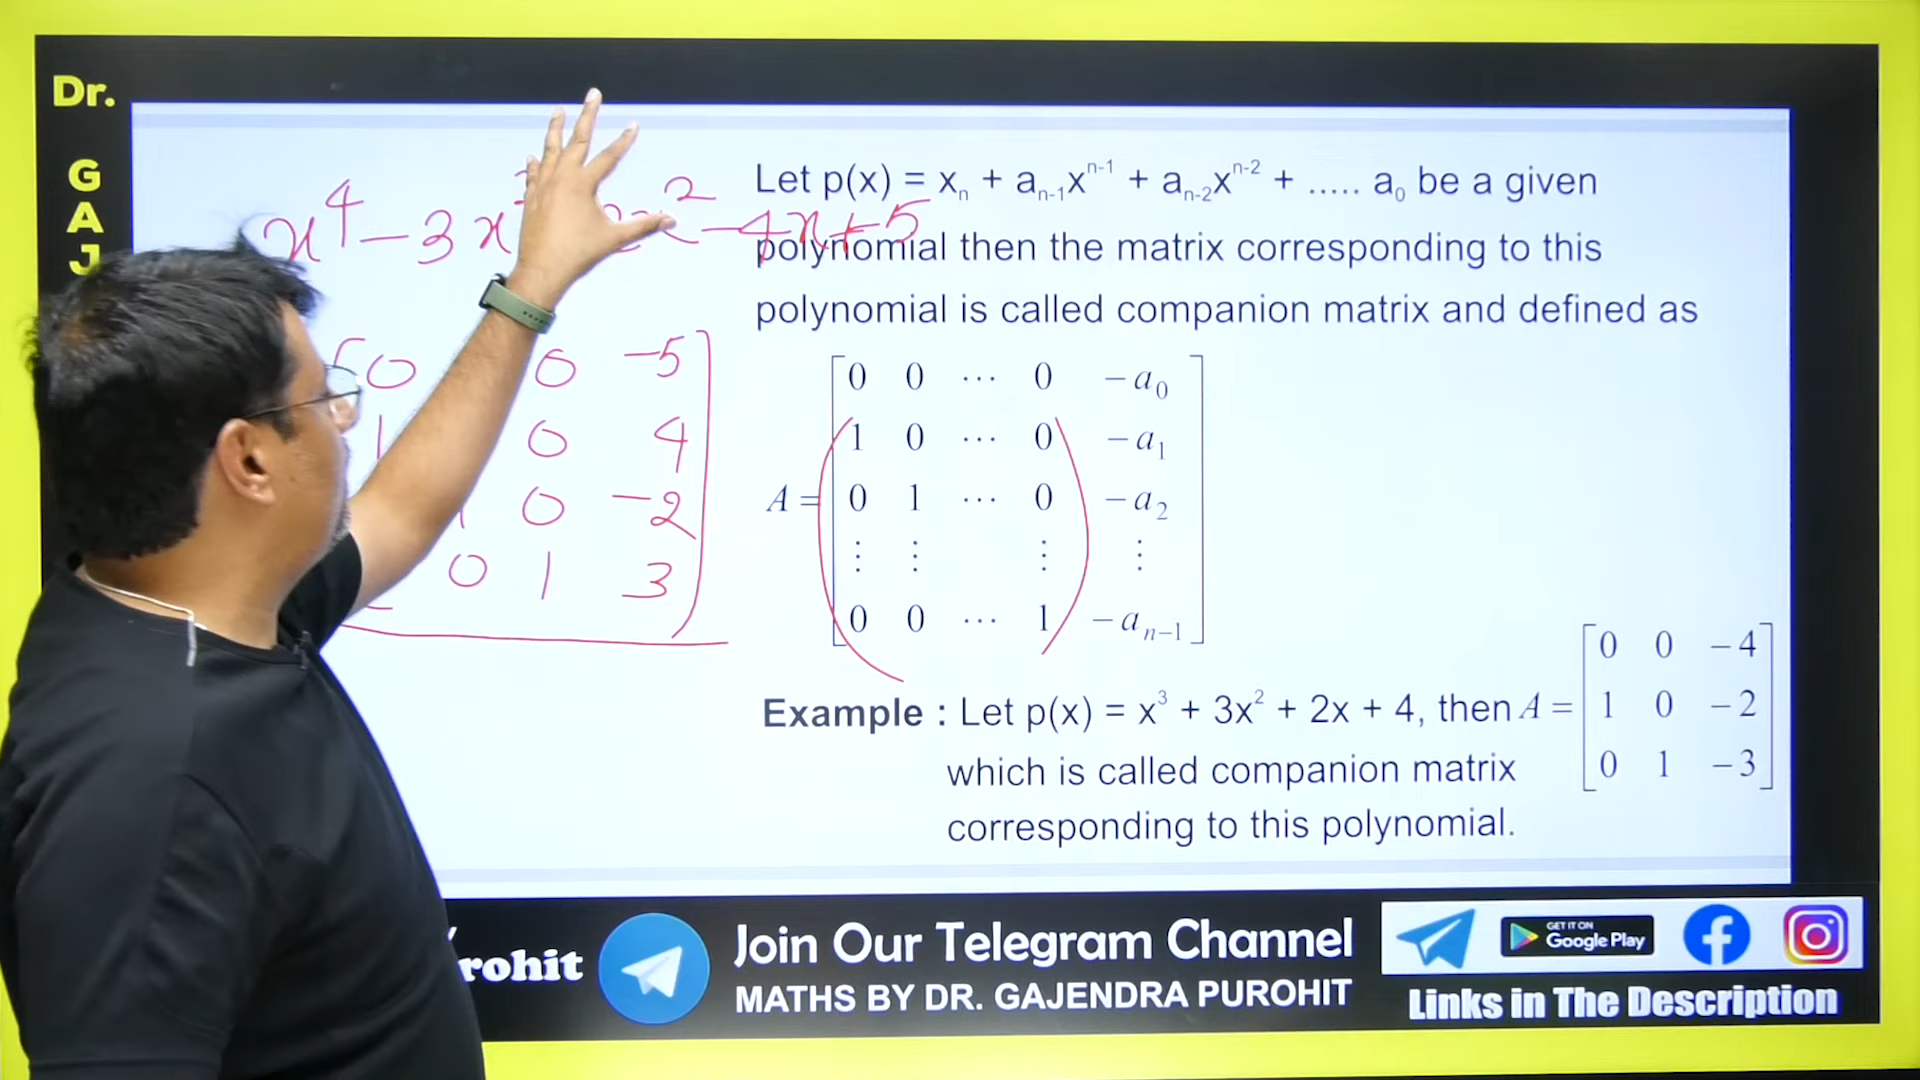 Dr.
G
A
J
x⁴ - 3x   x² - 4x + 5
0   0   -5
1   0   4
1   0   -2
0   1   3
Let p(x) = xₙ + aₙ₋₁xⁿ⁻¹ + aₙ₋₂xⁿ⁻² + ..... a₀ be a given
polynomial then the matrix corresponding to this
polynomial is called companion matrix and defined as
0   0   ⋯   0   -a₀
1   0   ⋯   0   -a₁
A = 0   1   ⋯   0   -a₂
⋮   ⋮   ⋮   ⋮
0   0   ⋯   1   -aₙ₋₁
Example : Let p(x) = x³ + 3x² + 2x + 4, then A =
0   0   -4
1   0   -2
0   1   -3
which is called companion matrix
corresponding to this polynomial.
rohit
Join Our Telegram Channel
MATHS BY DR. GAJENDRA PUROHIT
GET IT ON
Google Play
Links in The Description